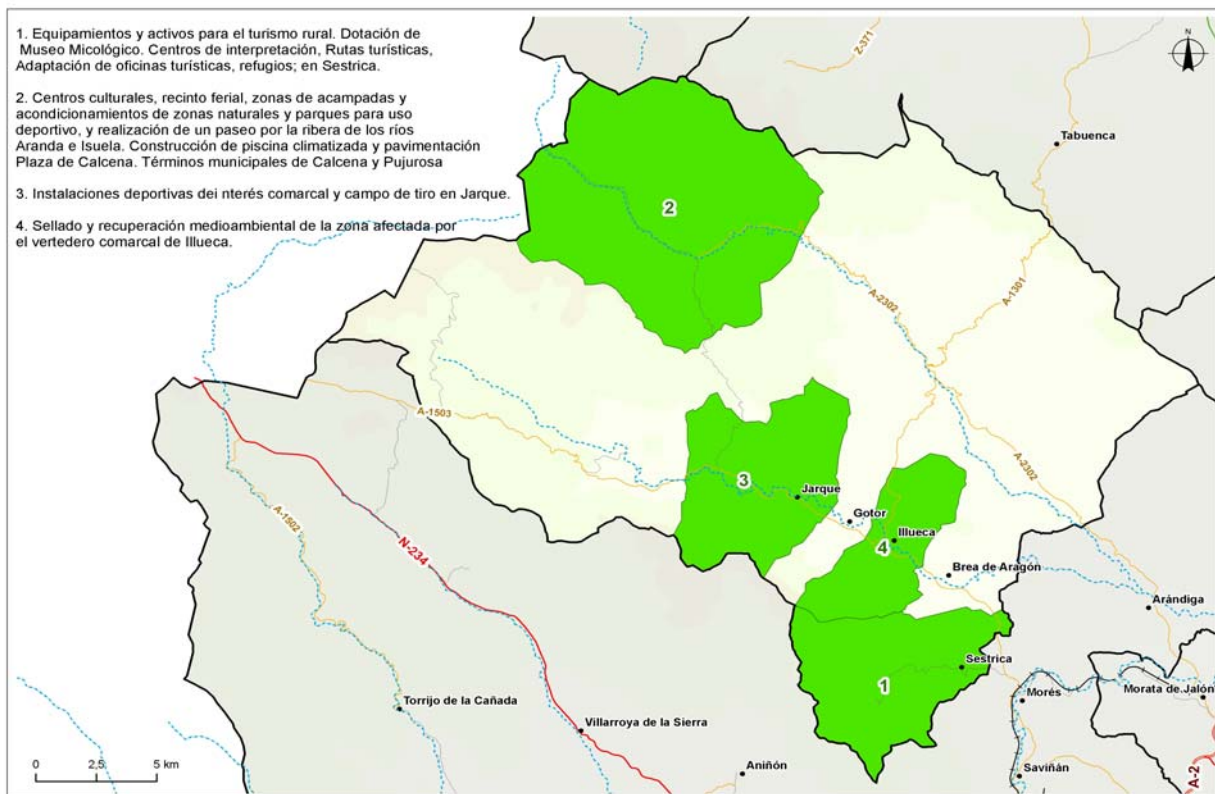 1. Equipamientos y activos para el turismo rural. Dotación de
Museo Micológico. Centros de interpretación, Rutas turísticas,
Adaptación de oficinas turísticas, refugios; en Sestrica.
2. Centros culturales, recinto ferial, zonas de acampadas y
acondicionamientos de zonas naturales y parques para uso
deportivo, y realización de un paseo por la ribera de los ríos
Aranda e Isuela. Construcción de piscina climatizada y pavimentación
Plaza de Calcena. Términos municipales de Calcena y Pujurosa
3. Instalaciones deportivas dei nterés comarcal y campo de tiro en Jarque.
4. Sellado y recuperación medioambiental de la zona afectada por
el vertedero comarcal de Illueca.
Z-371
N
Tabuenca
2
A-2302
A-1301
A-1503
A-2302
3
Jarque
Gotor
Illueca
4
Brea de Aragón
A-1502
N-234
Arándiga
Sestrica
1
Morés
Morata de Jalón
Torrijo de la Cañada
Villarroya de la Sierra
Aniñón
Saviñán
A-2
0 2,5 5 km